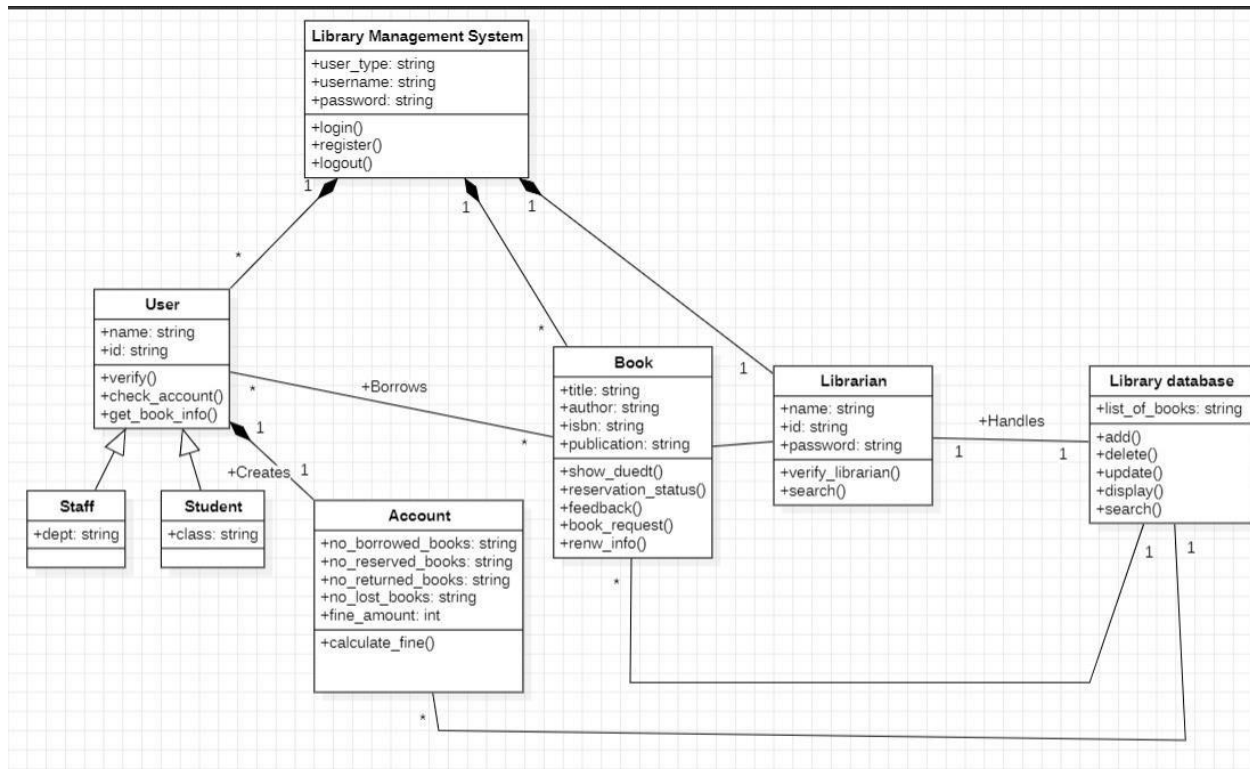 Library Management System
+user_type: string
+username: string
+password: string
+login()
+register()
+logout()
1
1
1
*
*
1
User
+name: string
+id: string
+verify()
+check_account()
+get_book_info()
*
+Borrows
*
1
+Creates
1
Book
+title: string
+author: string
+isbn: string
+publication: string
+show_duedt()
+reservation_status()
+feedback()
+book_request()
+renw_info()
*
Librarian
+name: string
+id: string
+password: string
+verify_librarian()
+search()
+Handles
1
1
Library database
+list_of_books: string
+add()
+delete()
+update()
+display()
+search()
1
1
Staff
+dept: string
Student
+class: string
Account
+no_borrowed_books: string
+no_reserved_books: string
+no_returned_books: string
+no_lost_books: string
+fine_amount: int
+calculate_fine()
*